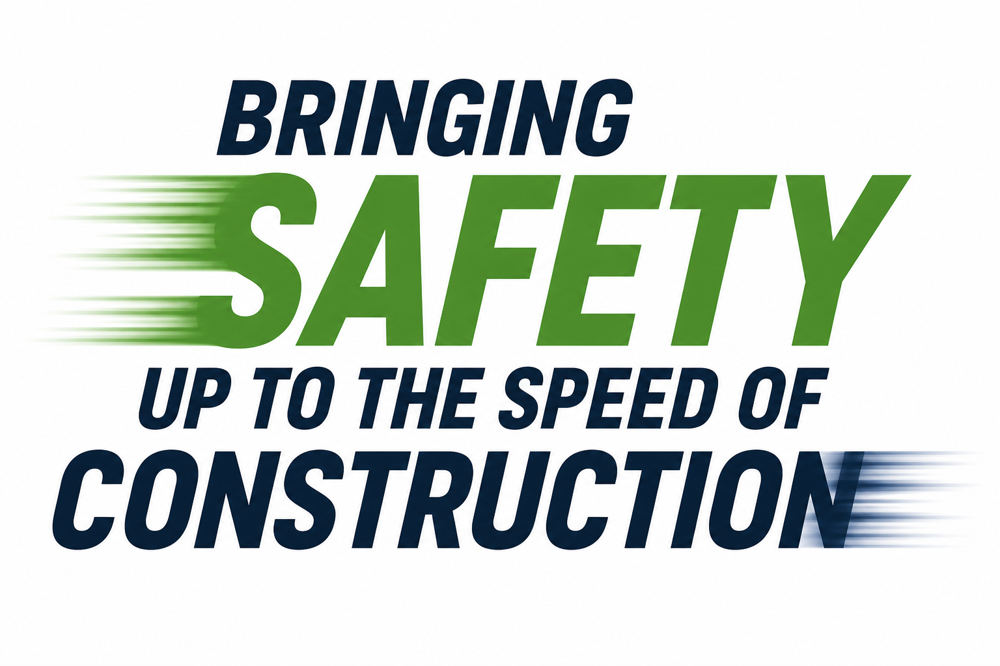 BRINGING
SAFETY
UP TO THE SPEED OF
CONSTRUCTION